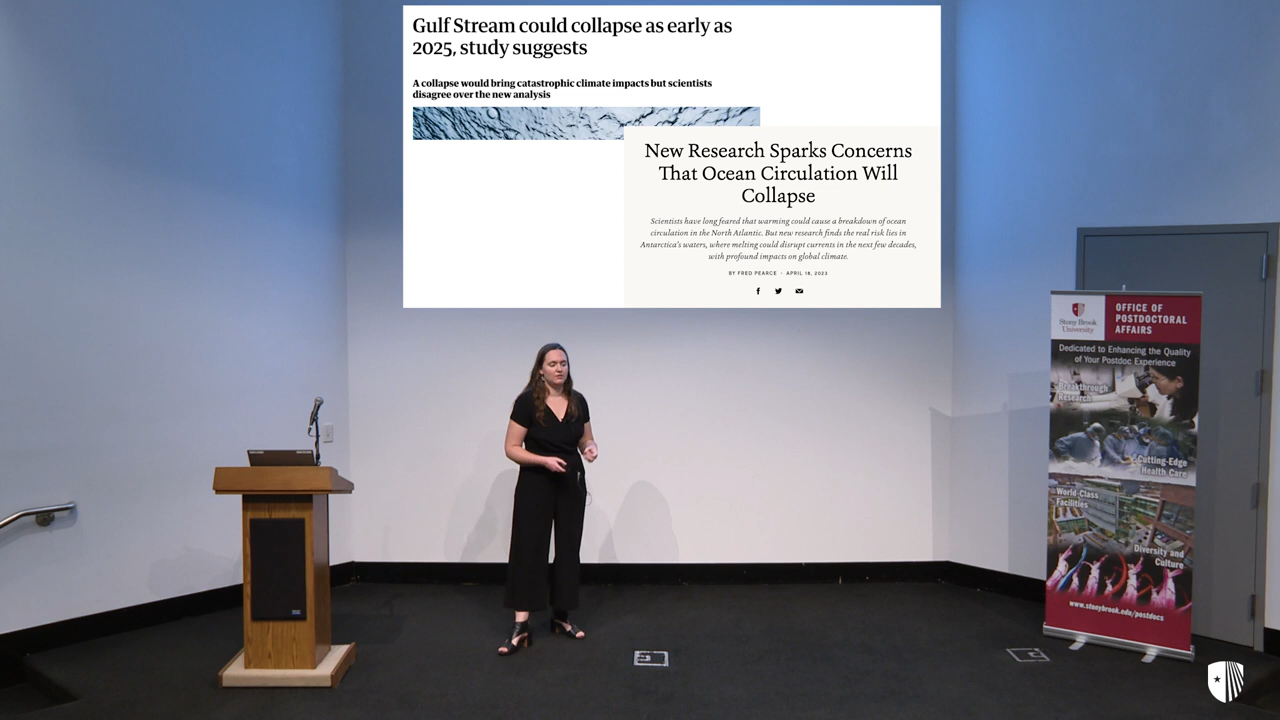 Gulf Stream could collapse as early as
2025, study suggests
A collapse would bring catastrophic climate impacts but scientists
disagree over the new analysis
New Research Sparks Concerns
That Ocean Circulation Will
Collapse
Scientists have long feared that warming could cause a breakdown of ocean
circulation in the North Atlantic. But new research finds the real risk lies in
Antarctica's waters, where melting could disrupt currents in the next few decades,
with profound impacts on global climate.
BY FRED PEARCE · APRIL 18, 2023
Stony Brook
University
OFFICE OF
POSTDOCTORAL
AFFAIRS
Dedicated to Enhancing the Quality
of Your Postdoc Experience
Breakthrough
Research
Cutting-Edge
Health Care
World-Class
Facilities
Diversity and
Culture
www.stonybrook.edu/postdocs